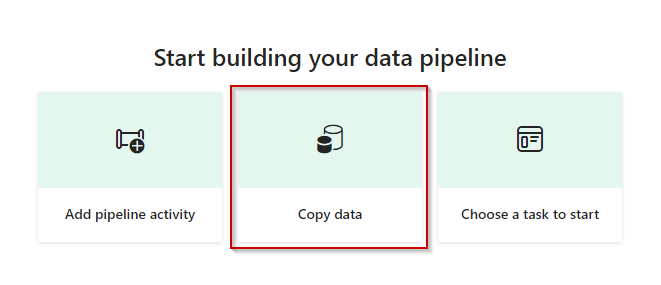 Start building your data pipeline
Add pipeline activity
Copy data
Choose a task to start